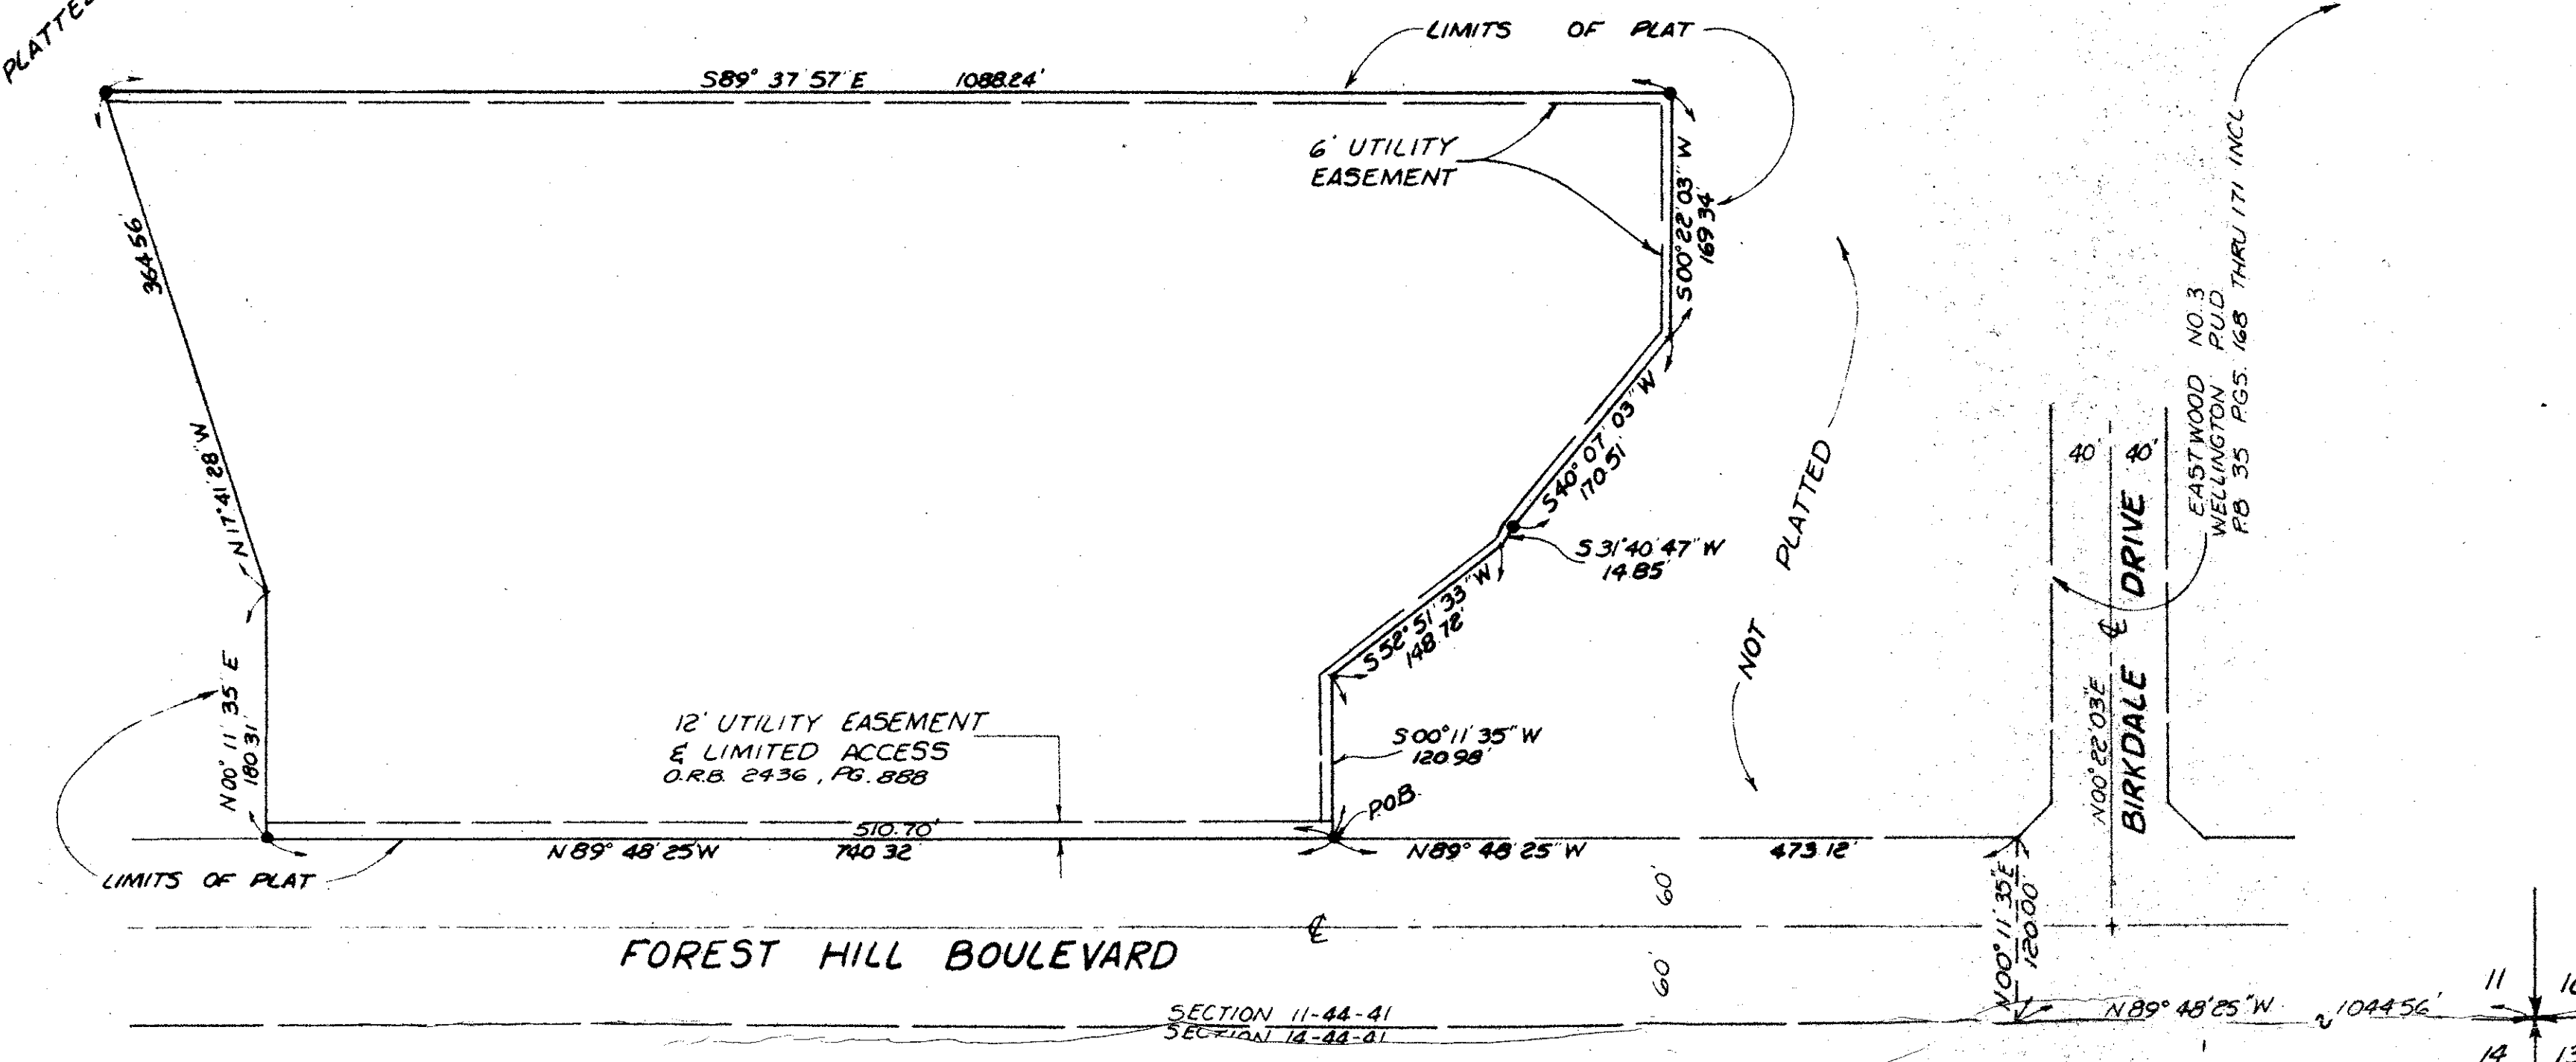 PLATTED
LIMITS OF PLAT
S89° 37' 57" E 1088.24'
6' UTILITY
EASEMENT
S00° 22' 03" W
169.34'
364.56'
N17° 41' 28" W
S40° 07' 03" W
170.51'
S31° 40' 47" W
14.85'
S52° 51' 33" W
148.72'
NOT PLATTED
EASTWOOD NO. 3
WELLINGTON P.U.D.
P.B. 35 PGS. 168 THRU 171 INCL
40' 40'
N00° 22' 03" E
BIRKDALE ℄ DRIVE
N00° 11' 35" E
180.31'
12' UTILITY EASEMENT
& LIMITED ACCESS
O.R.B. 2436, PG. 888
S00° 11' 35" W
120.98'
P.O.B.
510.70'
N89° 48' 25" W 740.32'
N89° 48' 25" W 473.12'
LIMITS OF PLAT
60'
60'
N00° 11' 35" E
120.00'
℄
FOREST HILL BOULEVARD
SECTION 11-44-41
SECTION 14-44-41
N89° 48' 25" W 1044.56'
11
14